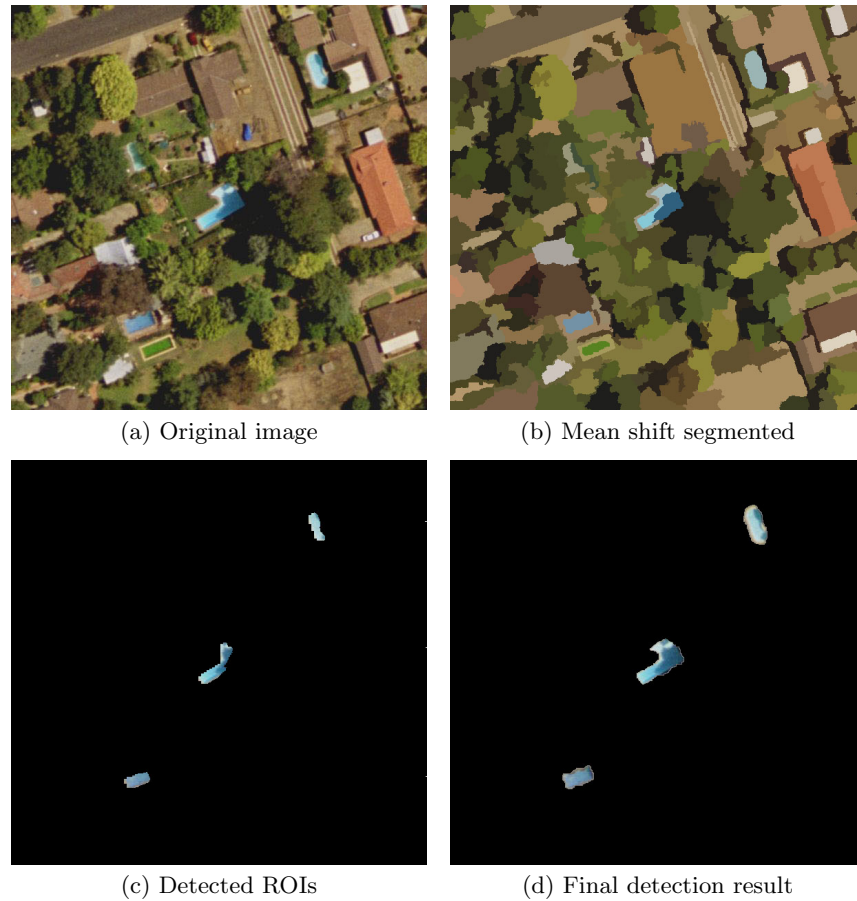 (a) Original image
(b) Mean shift segmented
(c) Detected ROIs
(d) Final detection result